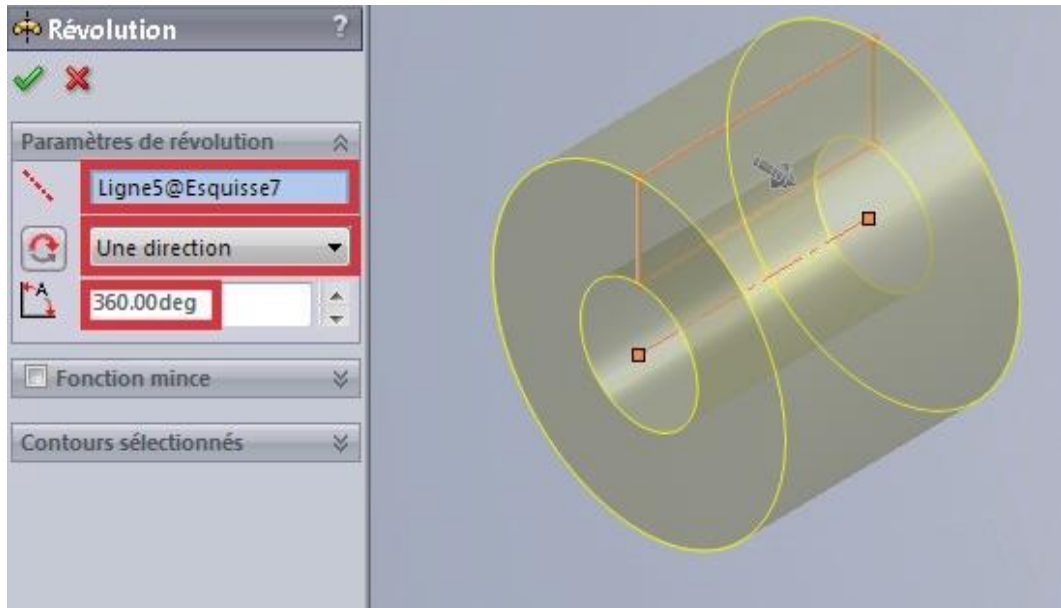 Révolution ?
Paramètres de révolution
Ligne5@Esquisse7
Une direction
A
360.00deg
Fonction mince
Contours sélectionnés